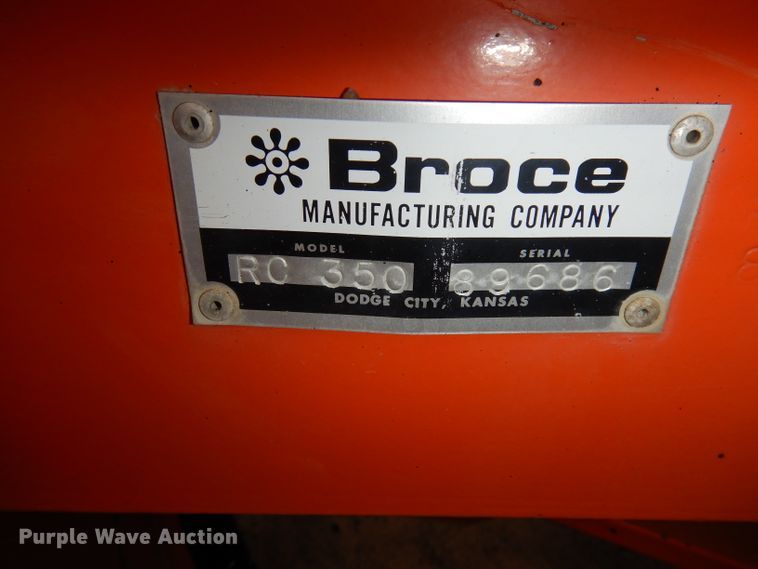 Broce
MANUFACTURING COMPANY
MODEL SERIAL
RC 350 89686
DODGE CITY, KANSAS
Purple Wave Auction